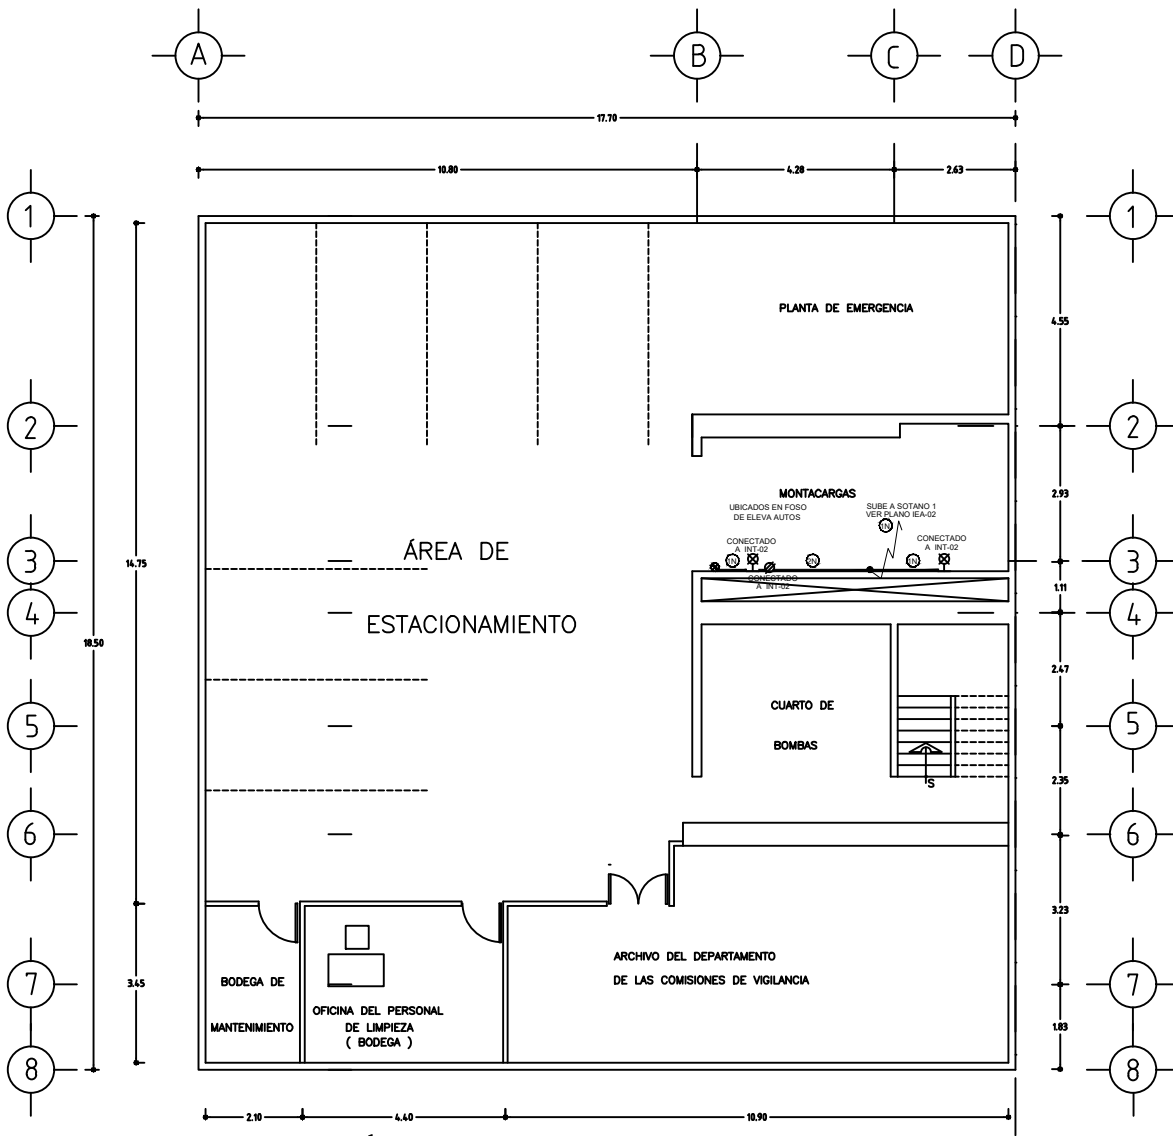 A B C D
17.70
10.80 4.28 2.63
1 1
PLANTA DE EMERGENCIA
4.55
2 2
MONTACARGAS
2.93
UBICADOS EN FOSO
DE ELEVA AUTOS
SUBE A SOTANO 1
VER PLANO IEA-02
1N
CONECTADO
A INT-02
CONECTADO
A INT-02
ÁREA DE
14.75
3 3
1N 2N 1N
CONECTADO
A INT-02
1.11
4 4
ESTACIONAMIENTO
18.50
2.47
CUARTO DE
BOMBAS
5 5
S
2.35
6 6
3.23
ARCHIVO DEL DEPARTAMENTO
DE LAS COMISIONES DE VIGILANCIA
BODEGA DE
MANTENIMIENTO
3.45
7 7
OFICINA DEL PERSONAL
DE LIMPIEZA
( BODEGA )
1.83
8 8
2.10 4.40 10.90